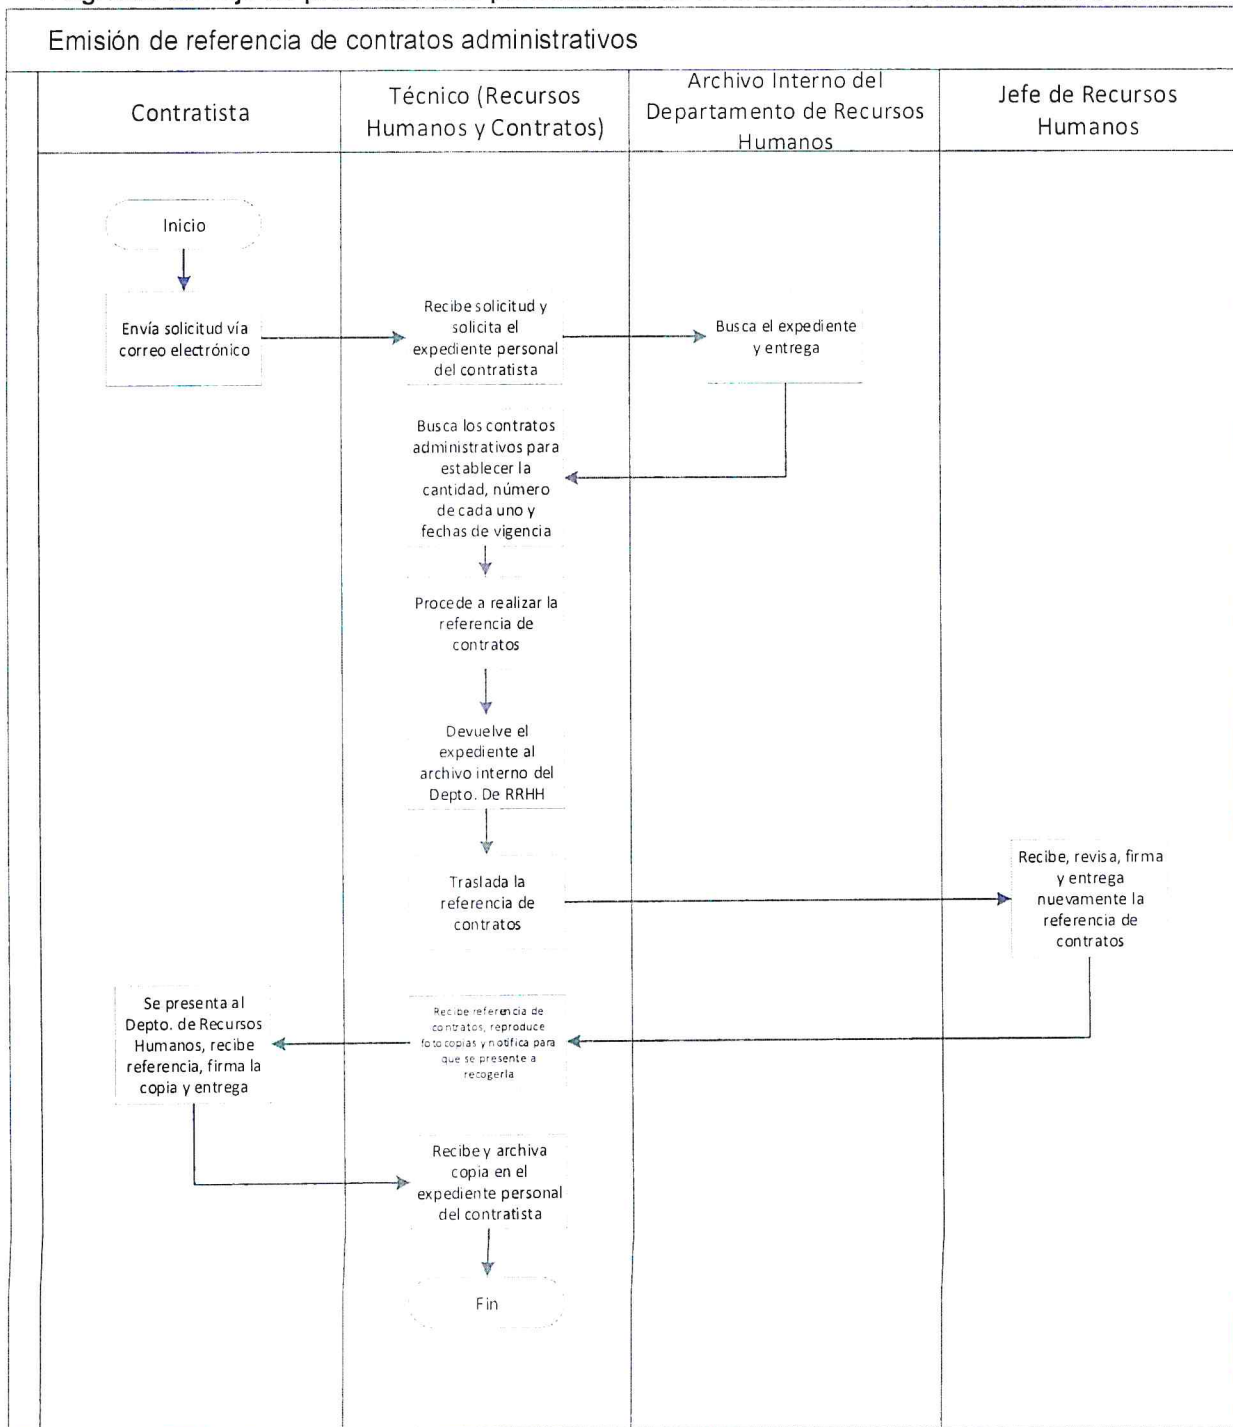 Emisión de referencia de contratos administrativos
Contratista
Técnico (Recursos
Humanos y Contratos)
Archivo Interno del
Departamento de Recursos
Humanos
Jefe de Recursos
Humanos
Inicio
Envía solicitud vía
correo electrónico
Recibe solicitud y
solicita el
expediente personal
del contratista
Busca el expediente
y entrega
Busca los contratos
administrativos para
establecer la
cantidad, número
de cada uno y
fechas de vigencia
Procede a realizar la
referencia de
contratos
Devuelve el
expediente al
archivo interno del
Depto. De RRHH
Traslada la
referencia de
contratos
Recibe, revisa, firma
y entrega
nuevamente la
referencia de
contratos
Recibe referencia de
contratos, reproduce
fotocopias y notifica para
que se presente a
recogerla
Se presenta al
Depto. de Recursos
Humanos, recibe
referencia, firma la
copia y entrega
Recibe y archiva
copia en el
expediente personal
del contratista
Fin